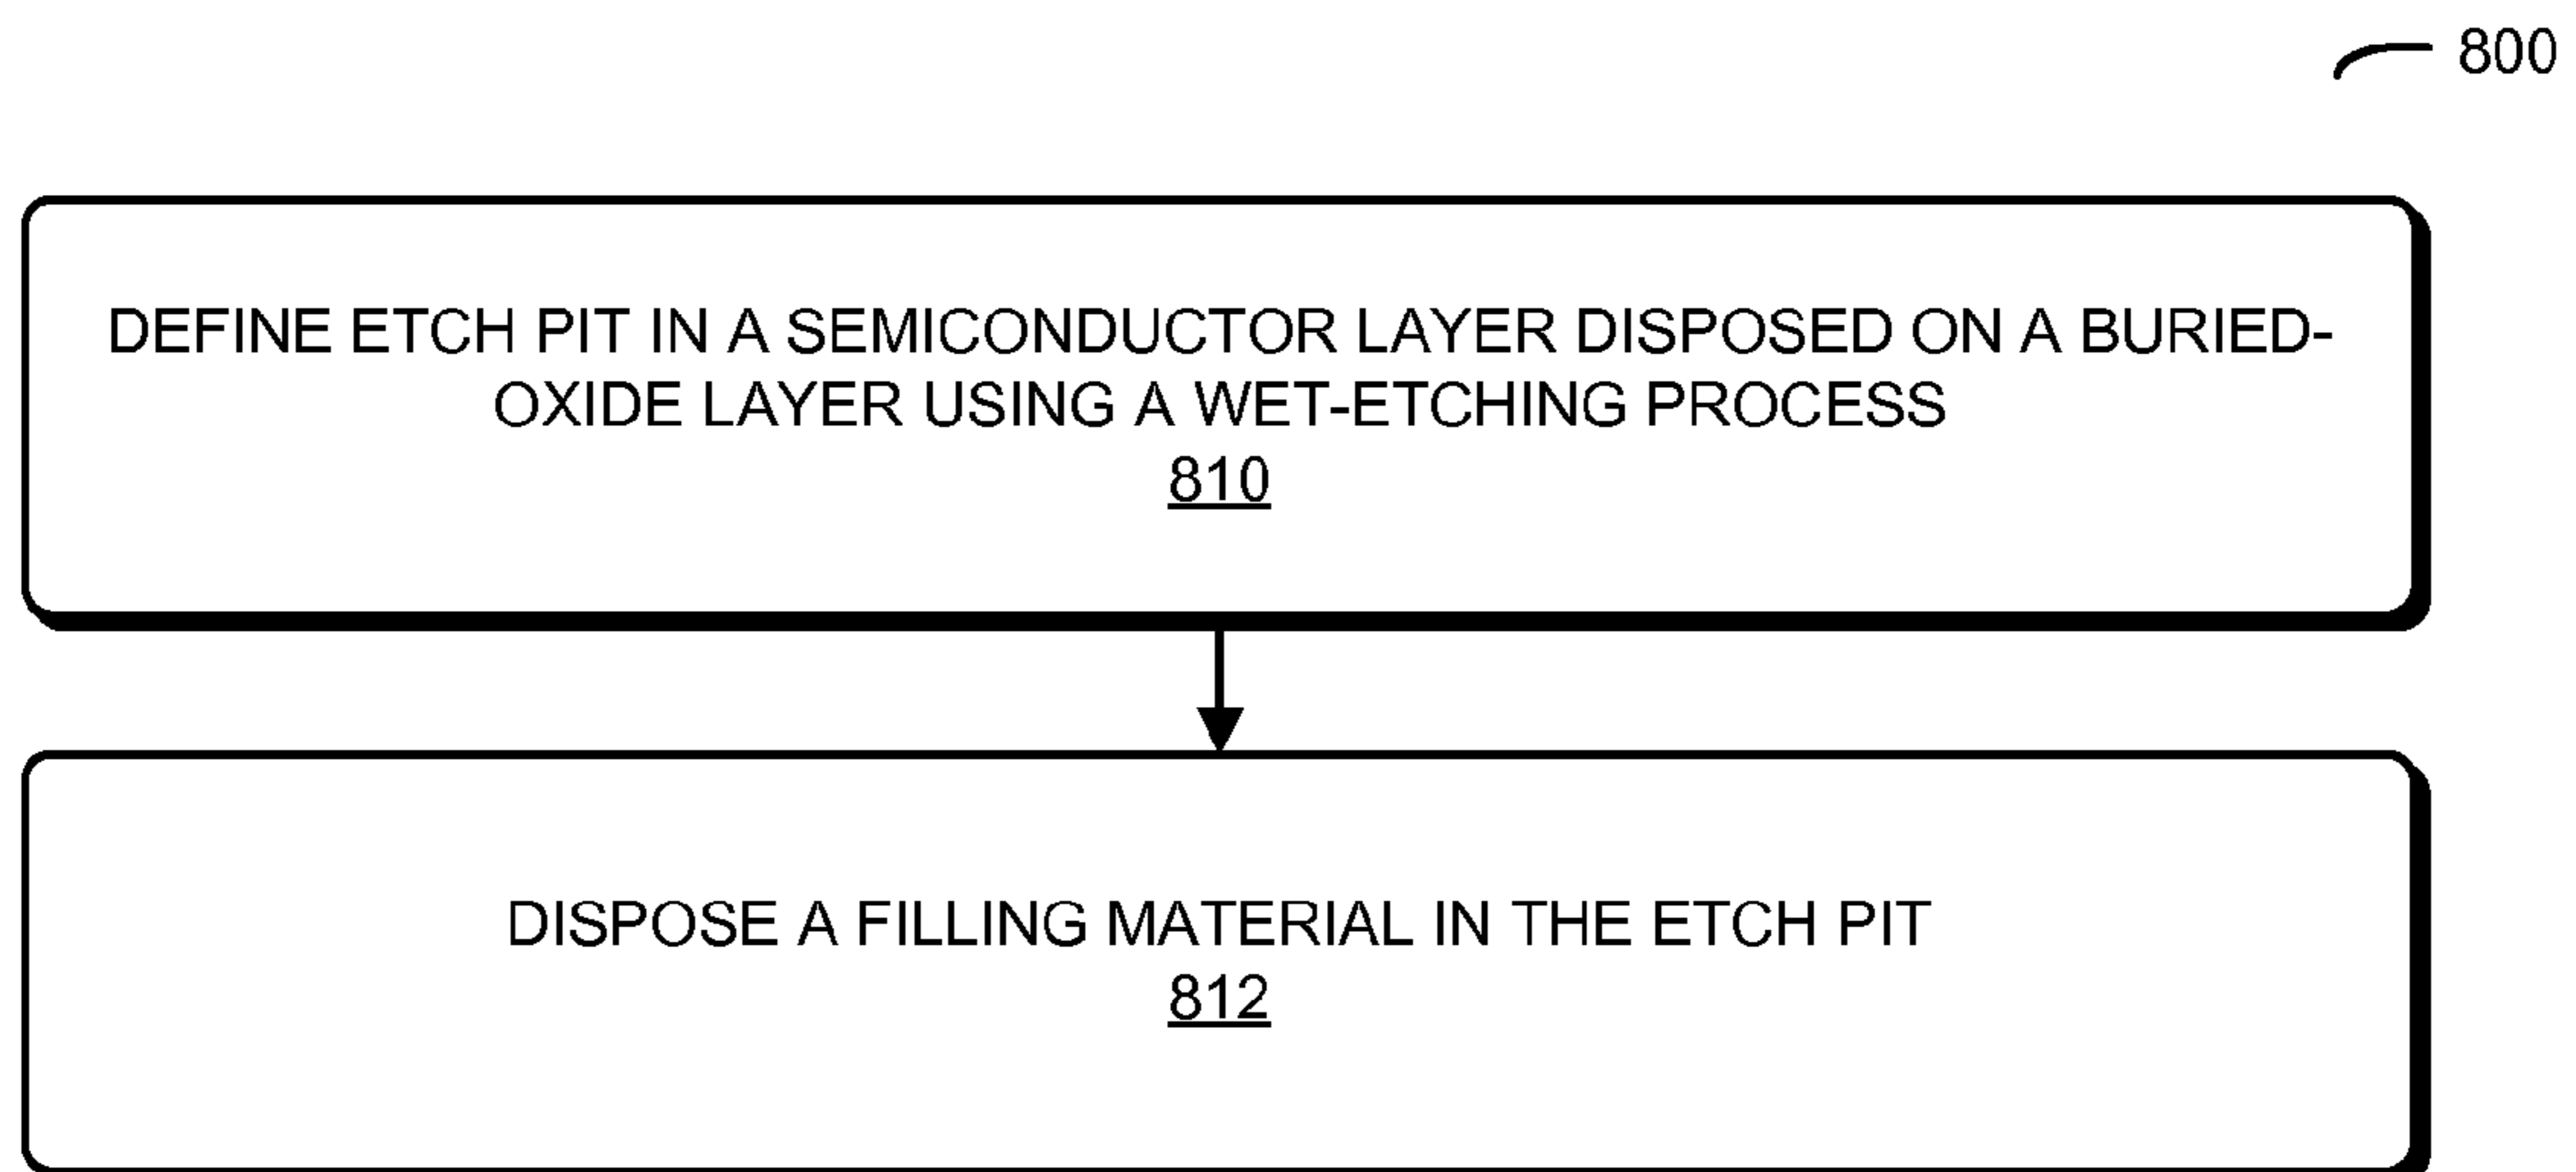 800
DEFINE ETCH PIT IN A SEMICONDUCTOR LAYER DISPOSED ON A BURIED-
OXIDE LAYER USING A WET-ETCHING PROCESS
810
DISPOSE A FILLING MATERIAL IN THE ETCH PIT
812